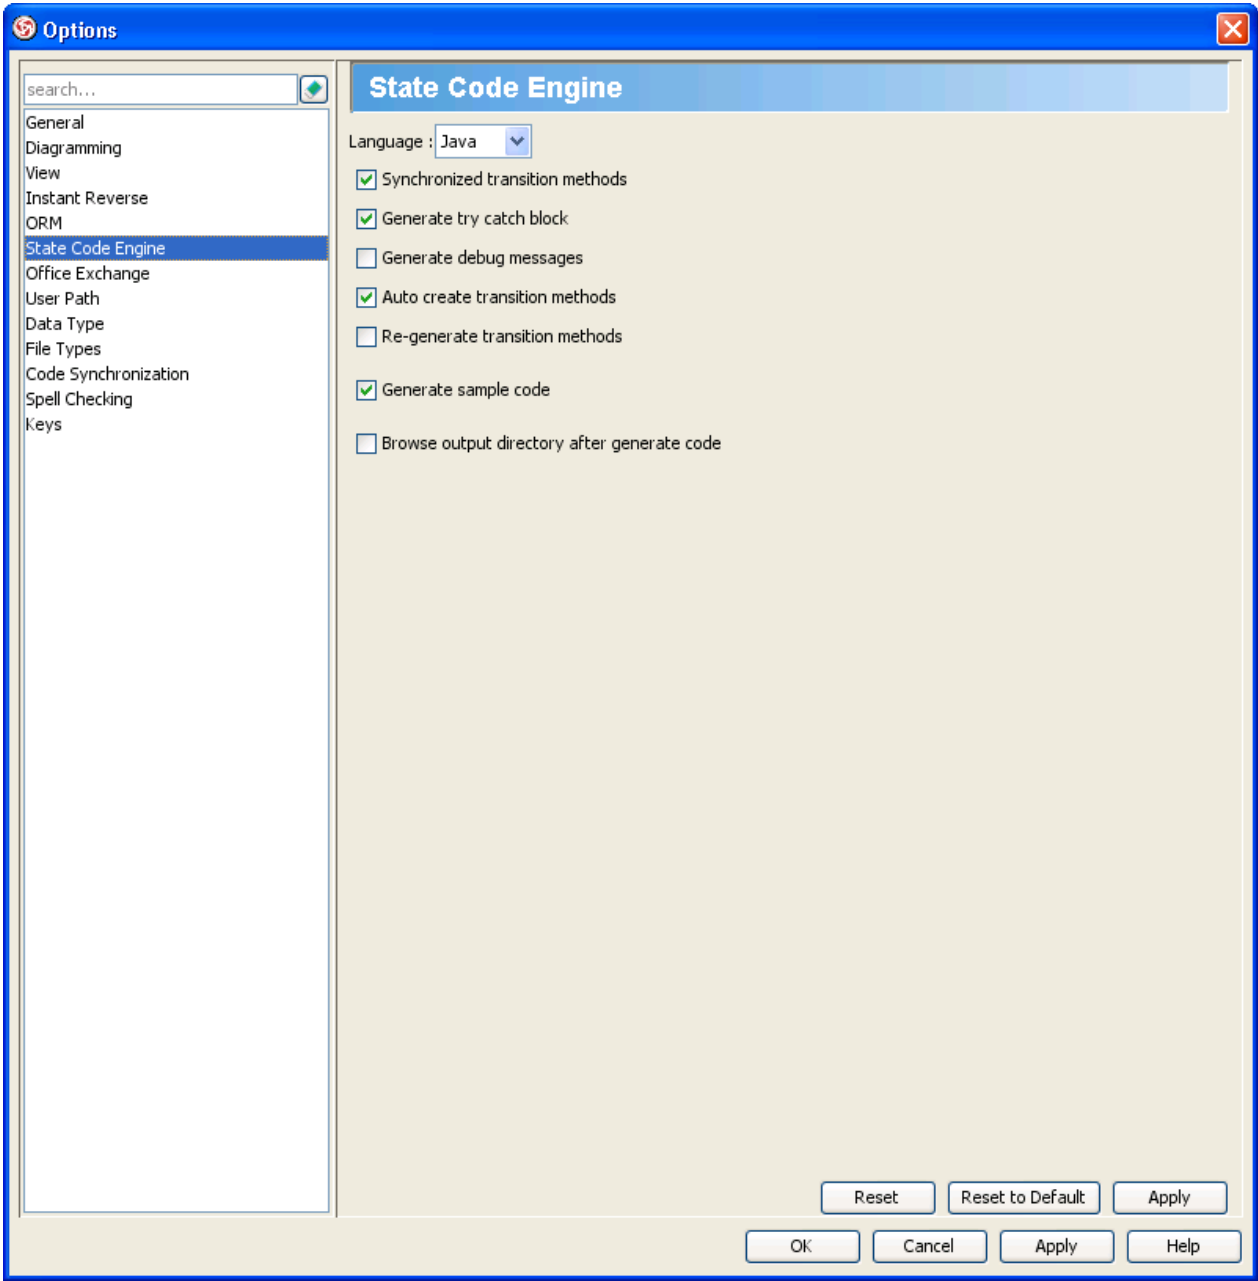 Options
search...
General
Diagramming
View
Instant Reverse
ORM
State Code Engine
Office Exchange
User Path
Data Type
File Types
Code Synchronization
Spell Checking
Keys
State Code Engine
Language : Java
Synchronized transition methods
Generate try catch block
Generate debug messages
Auto create transition methods
Re-generate transition methods
Generate sample code
Browse output directory after generate code
Reset Reset to Default Apply
OK Cancel Apply Help